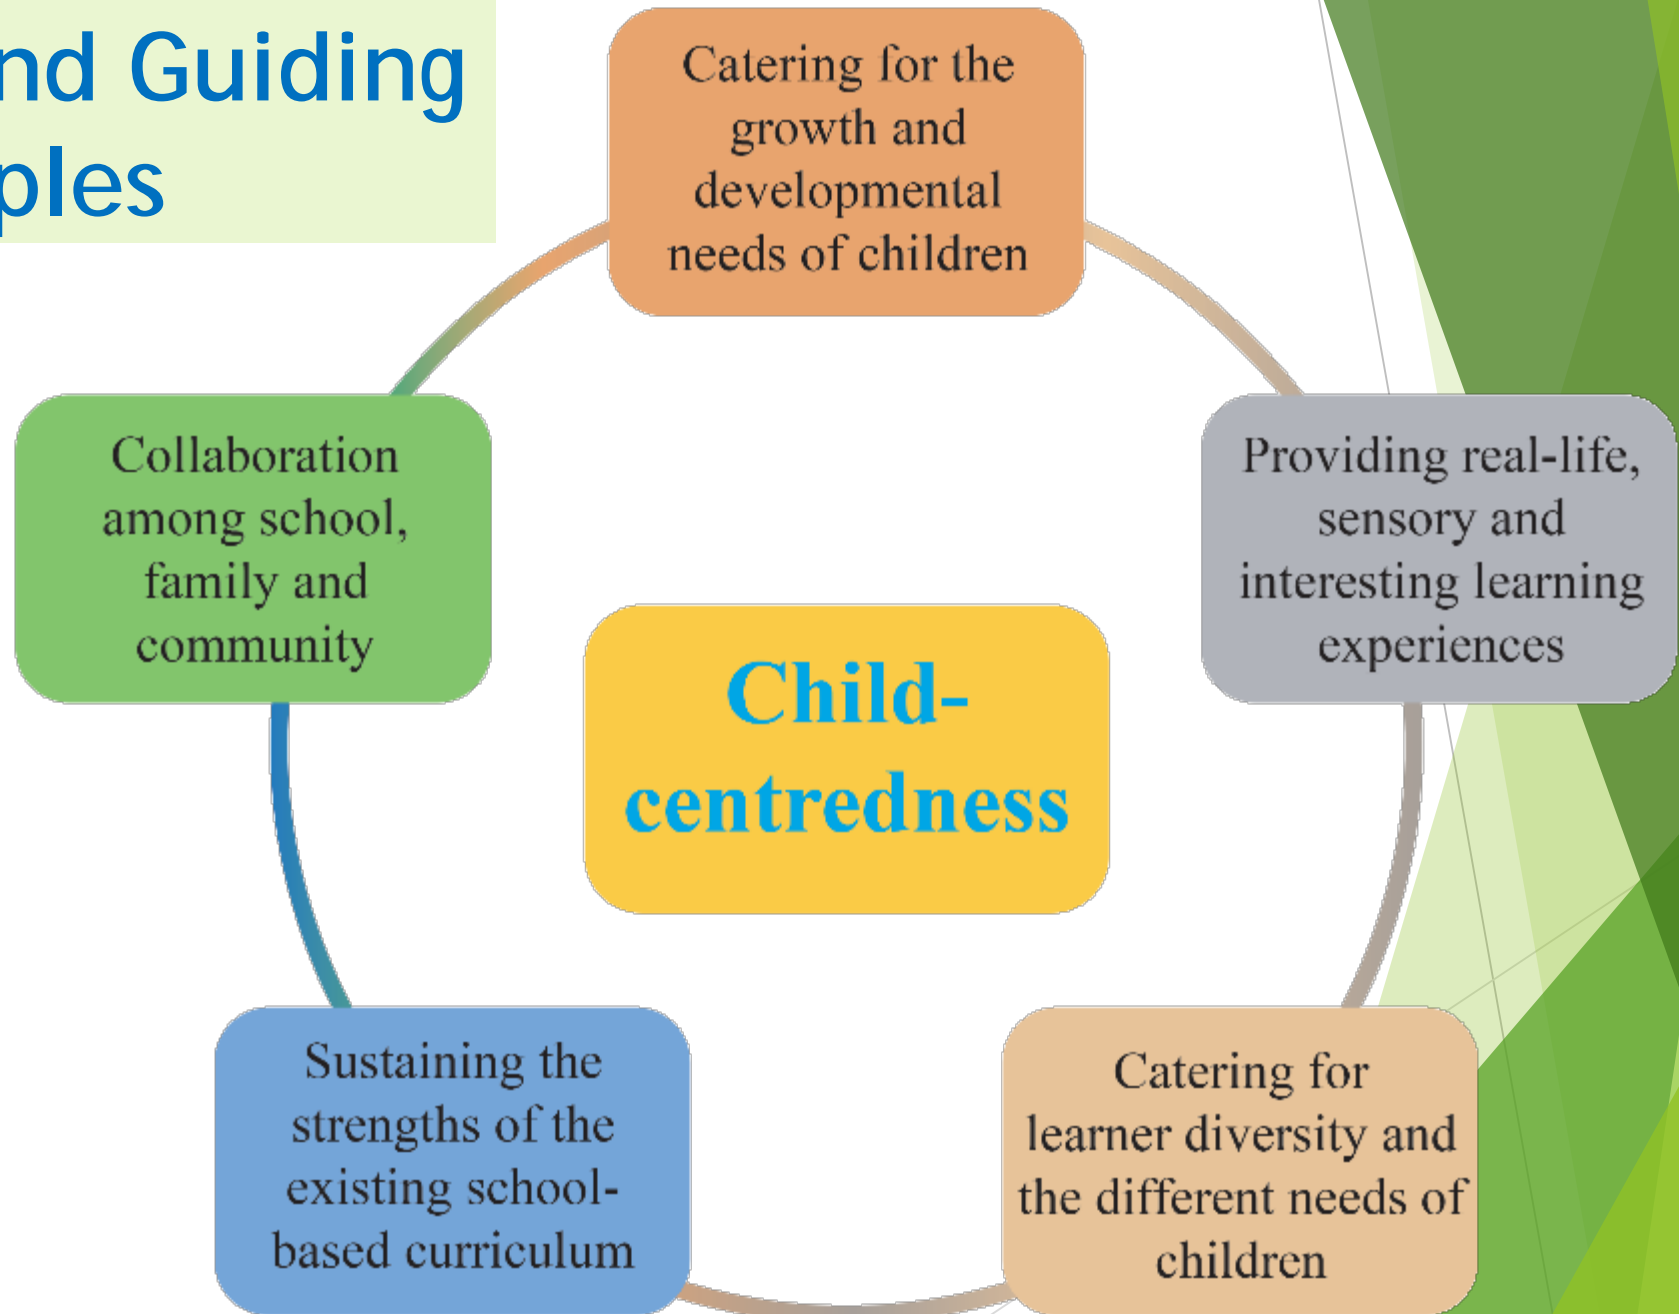 nd Guiding
ples
Catering for the
growth and
developmental
needs of children
Collaboration
among school,
family and
community
Providing real-life,
sensory and
interesting learning
experiences
Child-
centredness
Sustaining the
strengths of the
existing school-
based curriculum
Catering for
learner diversity and
the different needs of
children